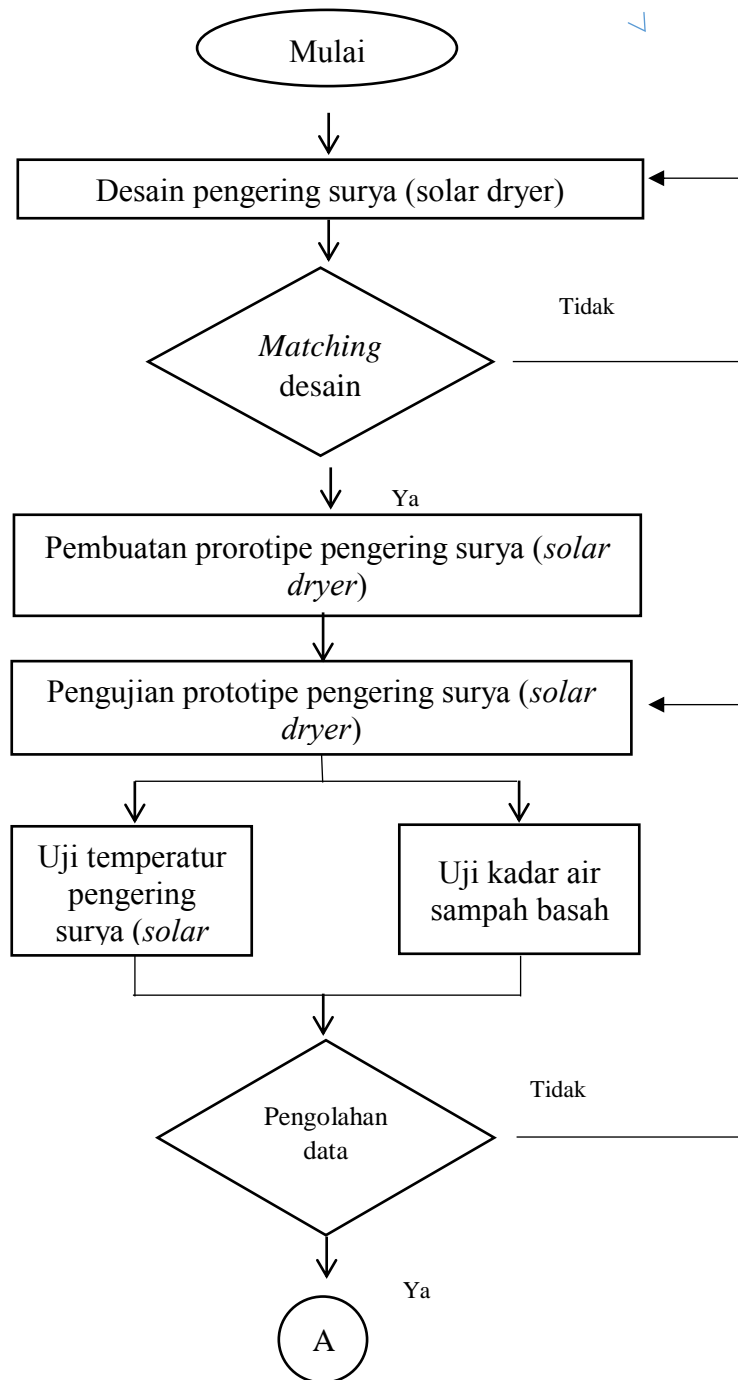 Mulai
Desain pengering surya (solar dryer)
Tidak
Matching
desain
Ya
Pembuatan prorotipe pengering surya (solar
dryer)
Pengujian prototipe pengering surya (solar
dryer)
Uji temperatur
pengering
surya (solar
Uji kadar air
sampah basah
Tidak
Pengolahan
data
Ya
A